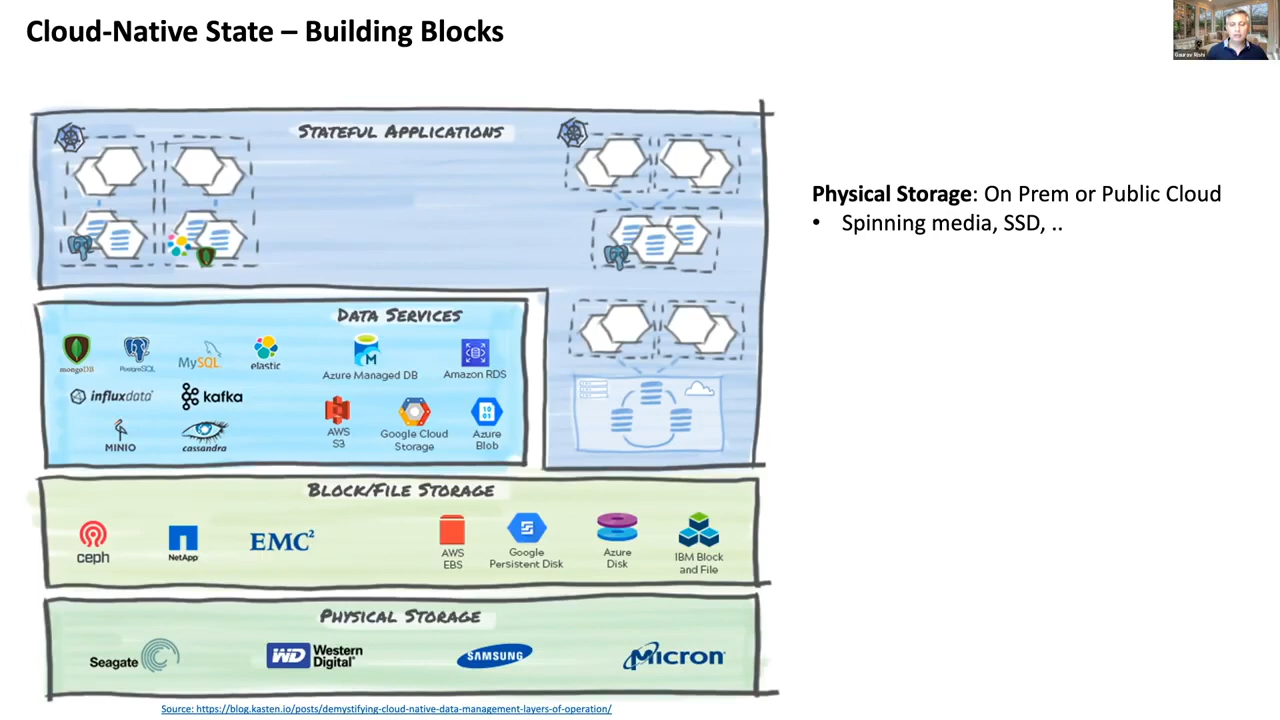 Cloud-Native State – Building Blocks
Gaurav Rishi
STATEFUL APPLICATIONS
Physical Storage: On Prem or Public Cloud
• Spinning media, SSD, ..
DATA SERVICES
mongoDB
PostgreSQL
MySQL
elastic
Azure Managed DB
Amazon RDS
influxdata
kafka
MINIO
cassandra
AWS
S3
Google Cloud
Storage
10
01
Azure
Blob
BLOCK/FILE STORAGE
ceph
NetApp
EMC²
AWS
EBS
Google
Persistent Disk
Azure
Disk
IBM Block
and File
PHYSICAL STORAGE
Seagate
WD Western
Digital®
SAMSUNG
Micron
Source: https://blog.kasten.io/posts/demystifying-cloud-native-data-management-layers-of-operation/